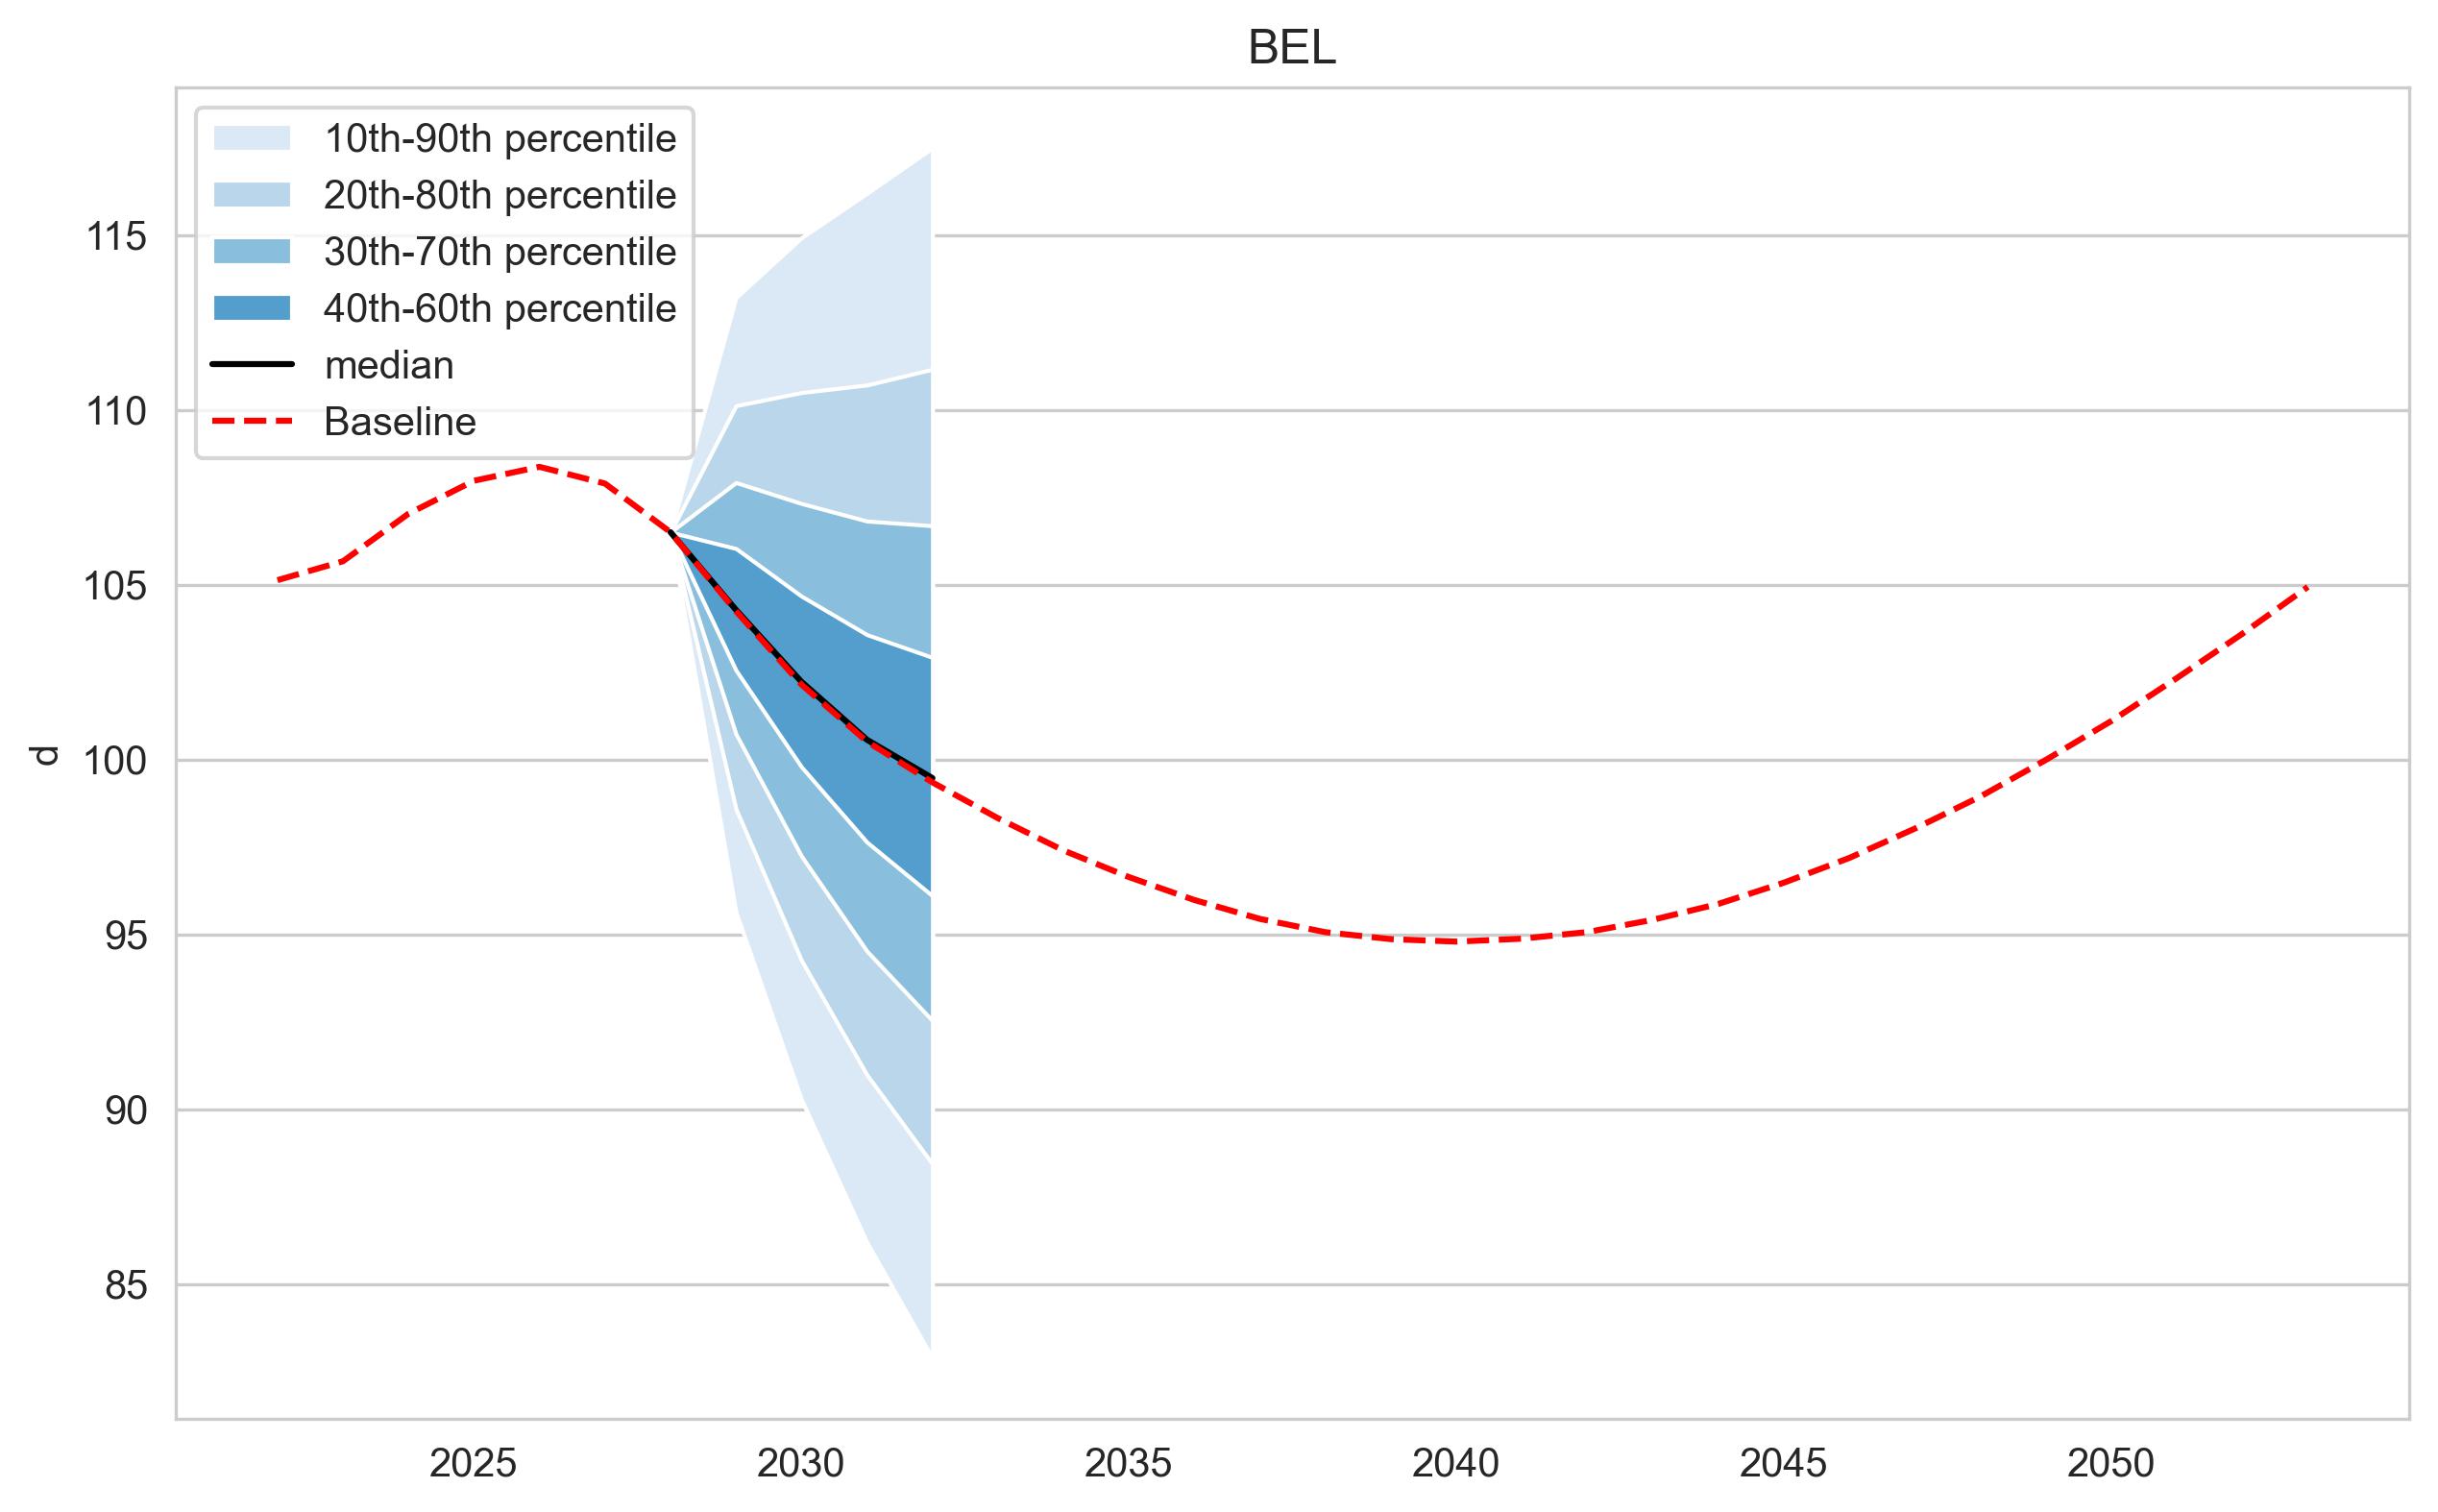 BEL
10th-90th percentile
20th-80th percentile
30th-70th percentile
40th-60th percentile
median
Baseline
d
115
110
105
100
95
90
85
2025
2030
2035
2040
2045
2050